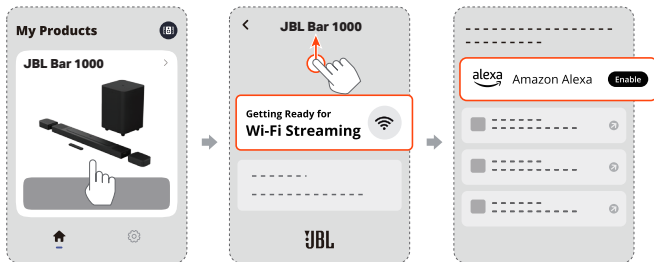 My Products
JBL Bar 1000
JBL Bar 1000
Getting Ready for
Wi-Fi Streaming
JBL
alexa
Amazon Alexa
Enable